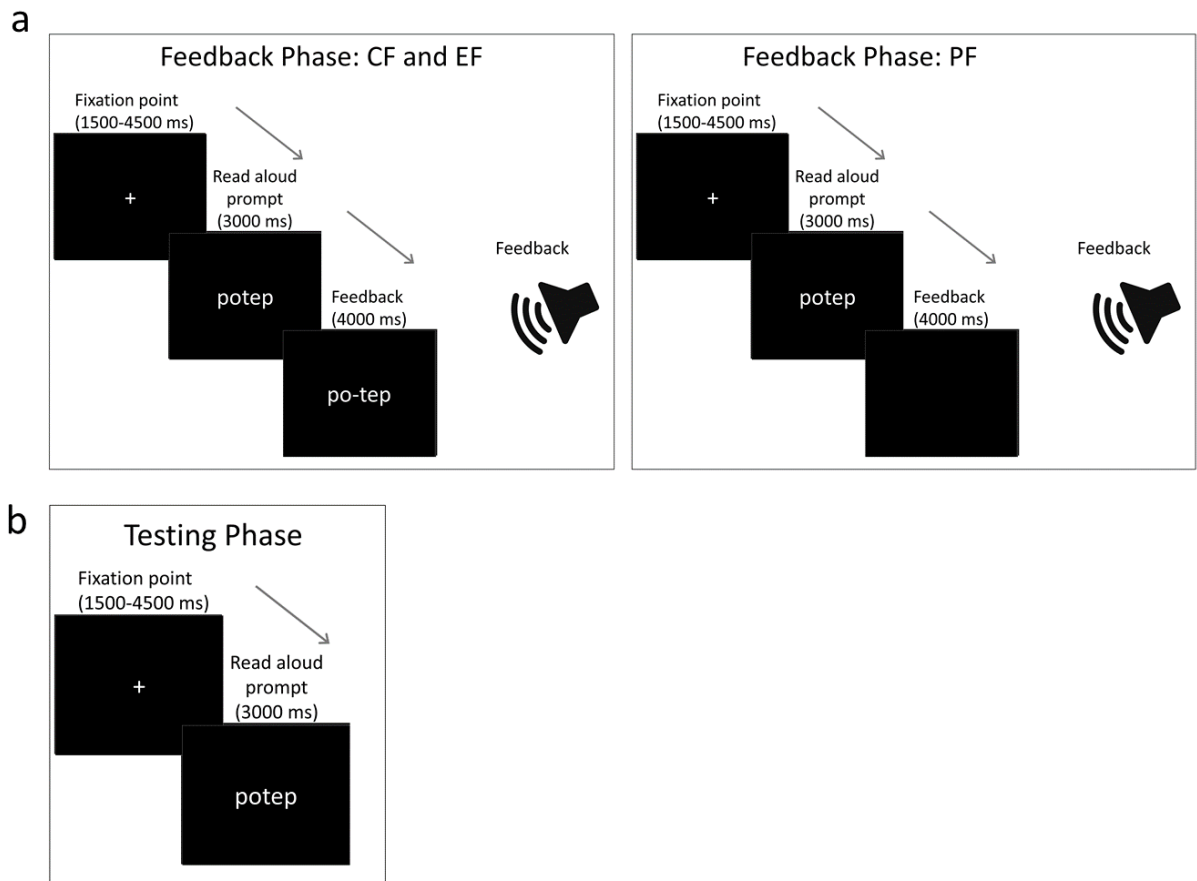 a
Feedback Phase: CF and EF
Fixation point
(1500-4500 ms)
+
Read aloud
prompt
(3000 ms)
potep
Feedback
(4000 ms)
po-tep
Feedback
Feedback Phase: PF
Fixation point
(1500-4500 ms)
+
Read aloud
prompt
(3000 ms)
potep
Feedback
(4000 ms)
Feedback
b
Testing Phase
Fixation point
(1500-4500 ms)
+
Read aloud
prompt
(3000 ms)
potep